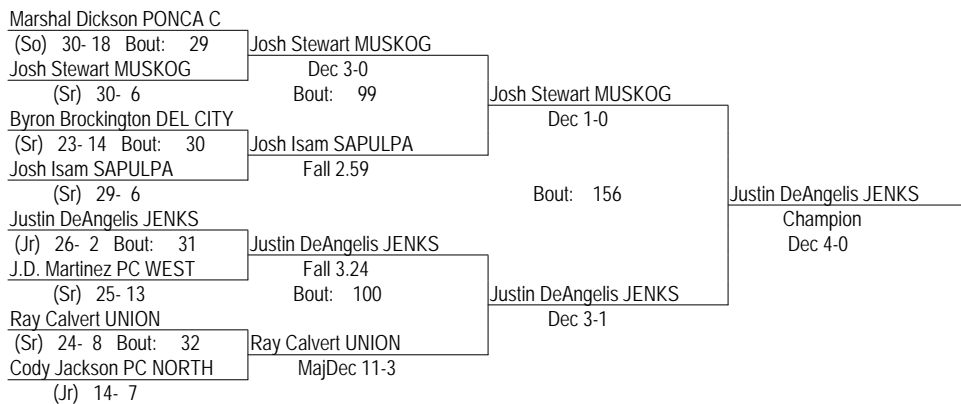 Marshal Dickson PONCA C
(So) 30- 18 Bout: 29
Josh Stewart MUSKOG
(Sr) 30- 6
Byron Brockington DEL CITY
(Sr) 23- 14 Bout: 30
Josh Isam SAPULPA
(Sr) 29- 6
Justin DeAngelis JENKS
(Jr) 26- 2 Bout: 31
J.D. Martinez PC WEST
(Sr) 25- 13
Ray Calvert UNION
(Sr) 24- 8 Bout: 32
Cody Jackson PC NORTH
(Jr) 14- 7
Josh Stewart MUSKOG
Dec 3-0
Bout: 99
Josh Isam SAPULPA
Fall 2.59
Justin DeAngelis JENKS
Fall 3.24
Bout: 100
Ray Calvert UNION
MajDec 11-3
Josh Stewart MUSKOG
Dec 1-0
Bout: 156
Justin DeAngelis JENKS
Dec 3-1
Justin DeAngelis JENKS
Champion
Dec 4-0